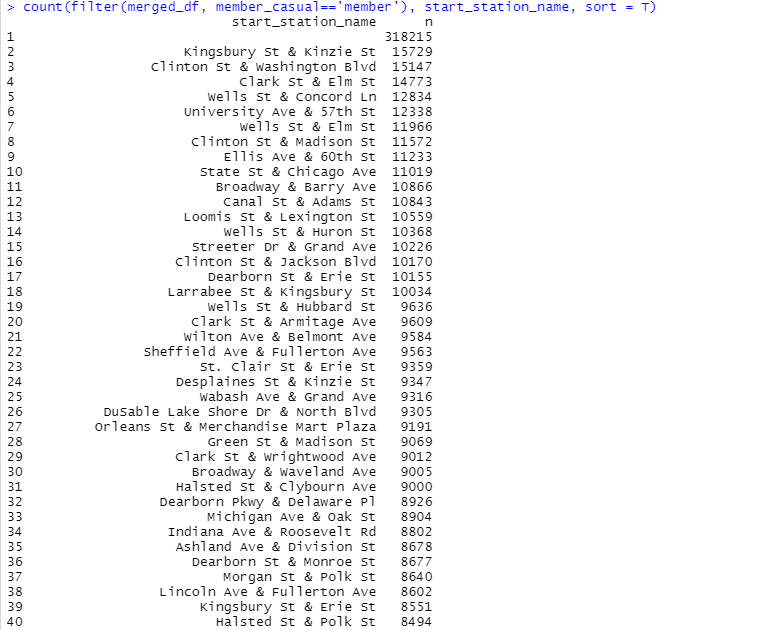 > count(filter(merged_df, member_casual=='member'), start_station_name, sort = T)
start_station_name n
1 318215
2 Kingsbury St & Kinzie St 15729
3 Clinton St & Washington Blvd 15147
4 Clark St & Elm St 14773
5 Wells St & Concord Ln 12834
6 University Ave & 57th St 12338
7 Wells St & Elm St 11966
8 Clinton St & Madison St 11572
9 Ellis Ave & 60th St 11233
10 State St & Chicago Ave 11019
11 Broadway & Barry Ave 10866
12 Canal St & Adams St 10843
13 Loomis St & Lexington St 10559
14 Wells St & Huron St 10368
15 Streeter Dr & Grand Ave 10226
16 Clinton St & Jackson Blvd 10170
17 Dearborn St & Erie St 10155
18 Larrabee St & Kingsbury St 10034
19 Wells St & Hubbard St 9636
20 Clark St & Armitage Ave 9609
21 Wilton Ave & Belmont Ave 9584
22 Sheffield Ave & Fullerton Ave 9563
23 St. Clair St & Erie St 9359
24 Desplaines St & Kinzie St 9347
25 Wabash Ave & Grand Ave 9316
26 DuSable Lake Shore Dr & North Blvd 9305
27 Orleans St & Merchandise Mart Plaza 9191
28 Green St & Madison St 9069
29 Clark St & Wrightwood Ave 9012
30 Broadway & Waveland Ave 9005
31 Halsted St & Clybourn Ave 9000
32 Dearborn Pkwy & Delaware Pl 8926
33 Michigan Ave & Oak St 8904
34 Indiana Ave & Roosevelt Rd 8802
35 Ashland Ave & Division St 8678
36 Dearborn St & Monroe St 8677
37 Morgan St & Polk St 8640
38 Lincoln Ave & Fullerton Ave 8602
39 Kingsbury St & Erie St 8551
40 Halsted St & Polk St 8494